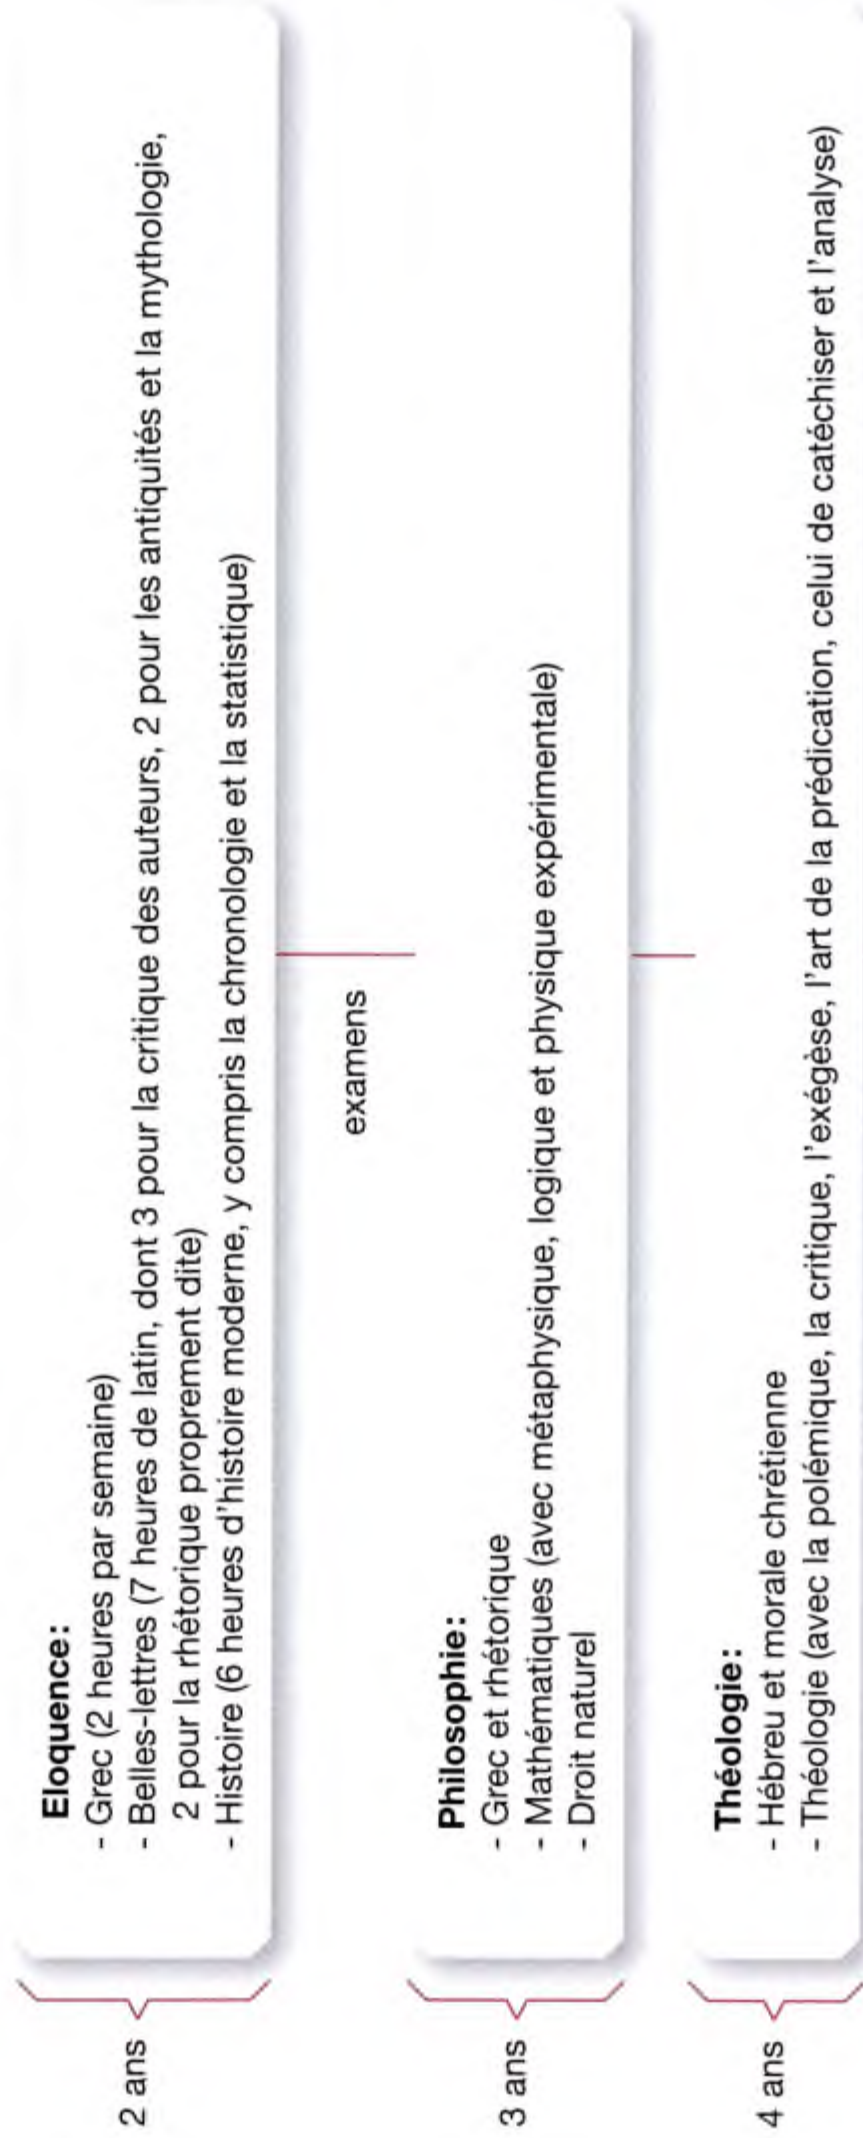 2 ans
Eloquence:
- Grec (2 heures par semaine)
- Belles-lettres (7 heures de latin, dont 3 pour la critique des auteurs, 2 pour les antiquités et la mythologie,
2 pour la rhétorique proprement dite)
- Histoire (6 heures d'histoire moderne, y compris la chronologie et la statistique)
examens
3 ans
Philosophie:
- Grec et rhétorique
- Mathématiques (avec métaphysique, logique et physique expérimentale)
- Droit naturel
4 ans
Théologie:
- Hébreu et morale chrétienne
- Théologie (avec la polémique, la critique, l'exégèse, l'art de la prédication, celui de catéchiser et l'analyse)